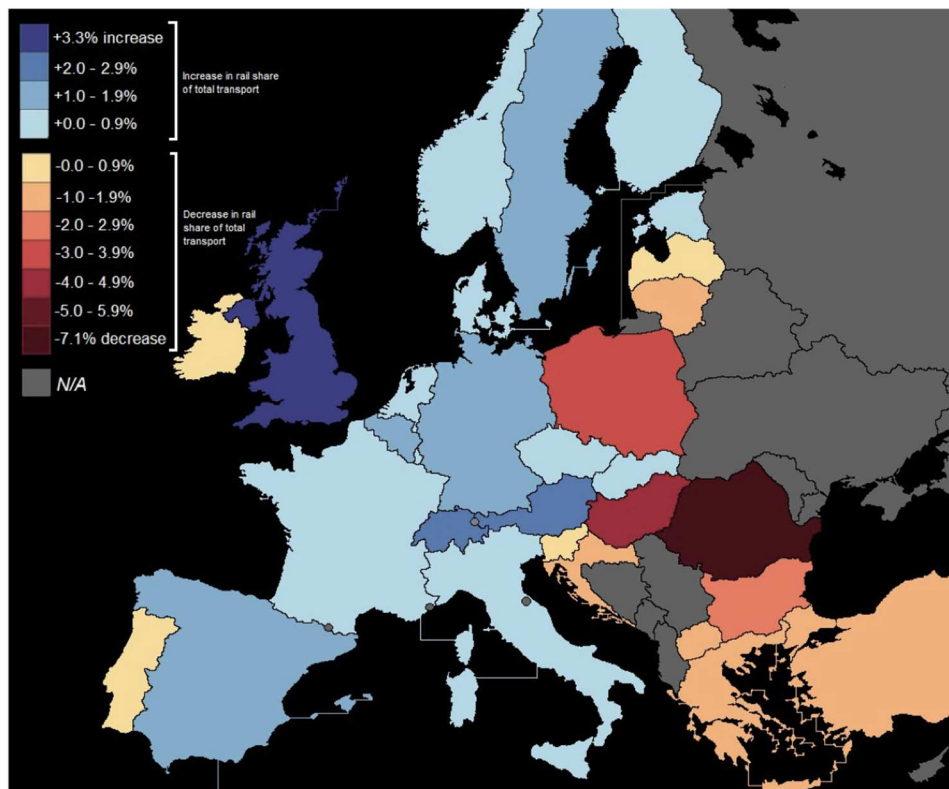 +3.3% increase
+2.0 - 2.9%
+1.0 - 1.9%
+0.0 - 0.9%
Increase in rail share
of total transport
-0.0 - 0.9%
-1.0 -1.9%
-2.0 - 2.9%
-3.0 - 3.9%
-4.0 - 4.9%
-5.0 - 5.9%
-7.1% decrease
Decrease in rail
share of total
transport
N/A